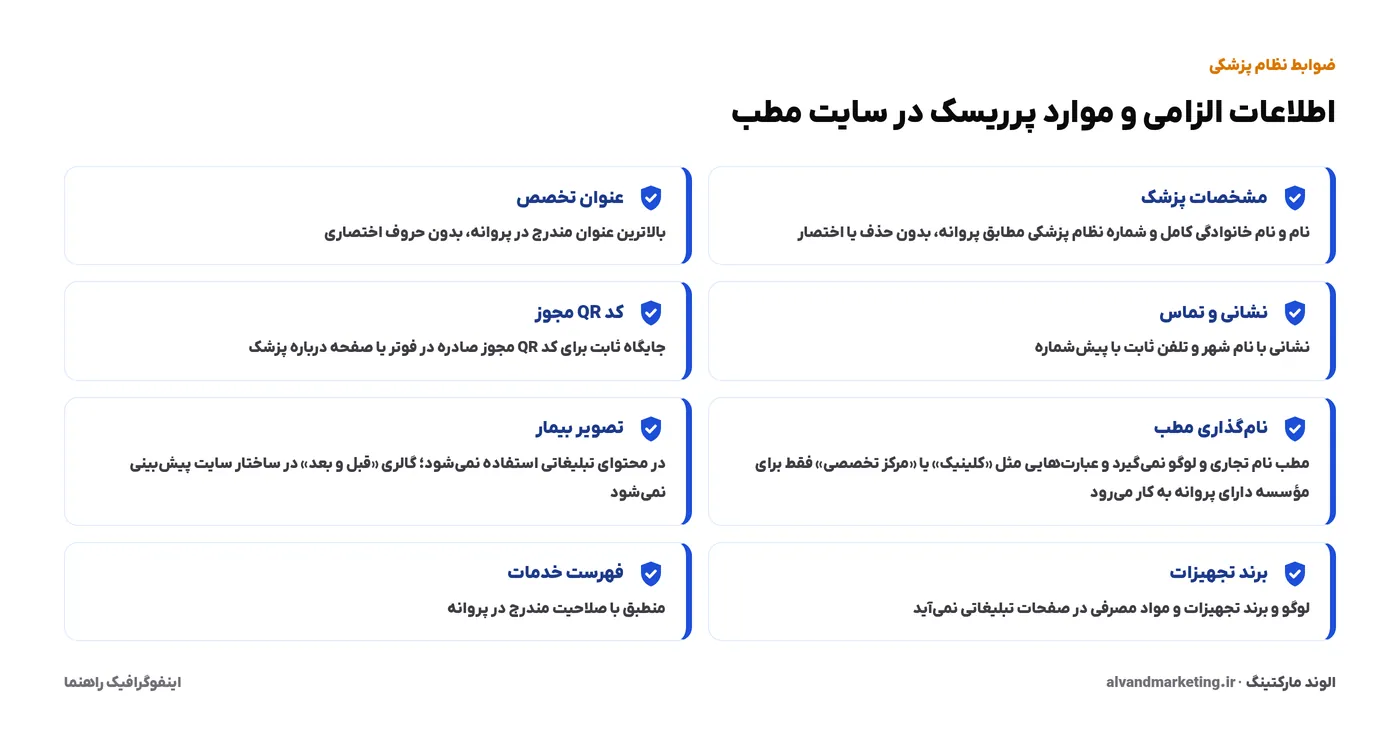 ضوابط نظام پزشکی
اطلاعات الزامی و موارد پرریسک در سایت مطب
مشخصات پزشک
نام و نام خانوادگی کامل و شماره نظام پزشکی مطابق پروانه، بدون حذف یا اختصار
عنوان تخصص
بالاترین عنوان مندرج در پروانه، بدون حروف اختصاری
نشانی و تماس
نشانی با نام شهر و تلفن ثابت با پیش‌شماره
کد QR مجوز
جایگاه ثابت برای کد QR مجوز صادره در فوتر یا صفحه درباره پزشک
نام‌گذاری مطب
مطب نام تجاری و لوگو نمی‌گیرد و عبارت‌هایی مثل «کلینیک» یا «مرکز تخصصی» فقط برای
مؤسسه دارای پروانه به کار می‌رود
تصویر بیمار
در محتوای تبلیغاتی استفاده نمی‌شود؛ گالری «قبل و بعد» در ساختار سایت پیش‌بینی
نمی‌شود
برند تجهیزات
لوگو و برند تجهیزات و مواد مصرفی در صفحات تبلیغاتی نمی‌آید
فهرست خدمات
منطبق با صلاحیت مندرج در پروانه
الوند مارکتینگ · alvandmarketing.ir
اینفوگرافیک راهنما